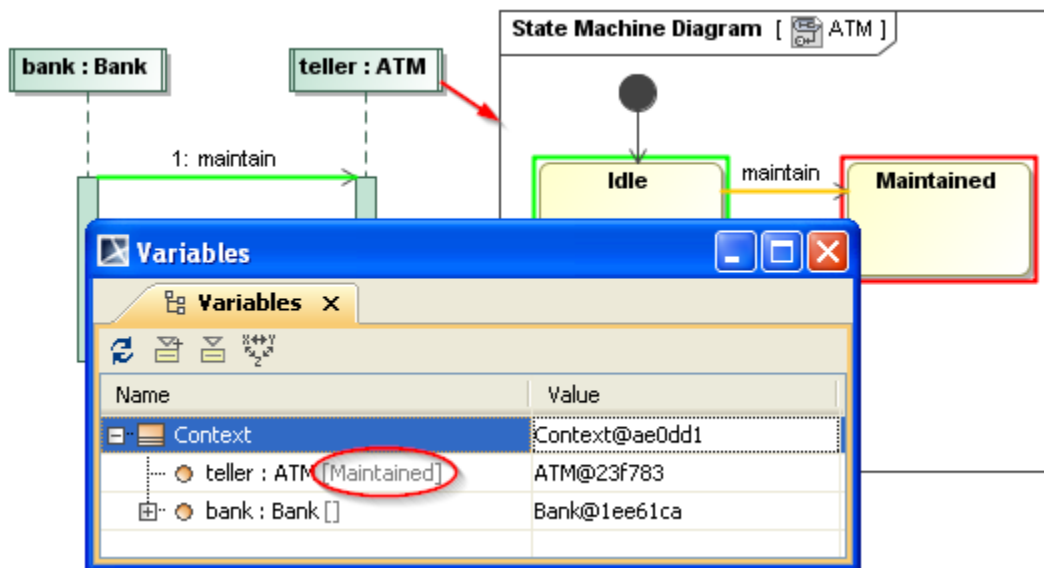 State Machine Diagram [ ATM ]
bank : Bank
teller : ATM
1: maintain
Idle
maintain
Maintained
Variables
Variables X
Name Value
Context Context@ae0dd1
teller : ATM [Maintained] ATM@23f783
bank : Bank [] Bank@1ee61ca